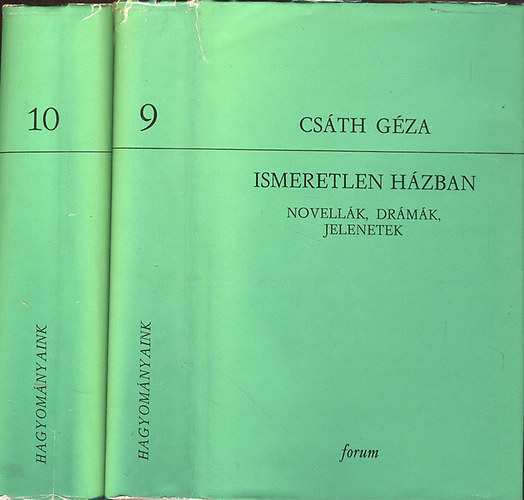 10
HAGYOMÁNYAINK
9
HAGYOMÁNYAINK
CSÁTH GÉZA
ISMERETLEN HÁZBAN
NOVELLÁK, DRÁMÁK,
JELENETEK
forum